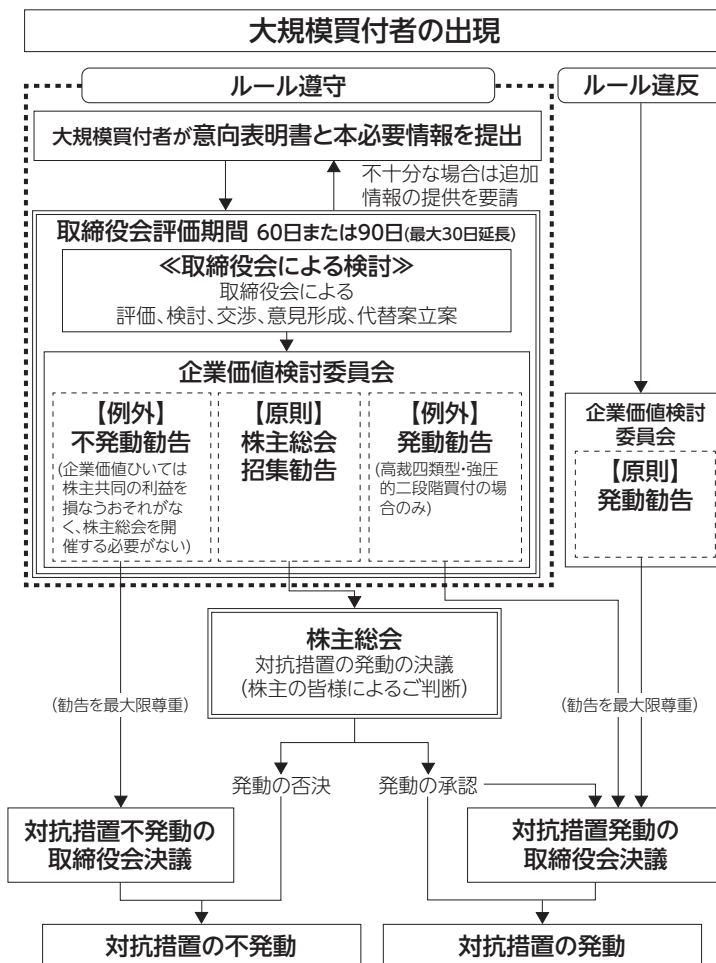 大規模買付者の出現
ルール遵守
ルール違反
大規模買付者が意向表明書と本必要情報を提出
不十分な場合は追加
情報の提供を要請
取締役会評価期間 60日または90日(最大30日延長)
≪取締役会による検討≫
取締役会による
評価、検討、交渉、意見形成、代替案立案
企業価値検討委員会
【例外】
不発動勧告
(企業価値ひいては
株主共同の利益を
損なうおそれがな
く、株主総会を開
催する必要がない)
【原則】
株主総会
招集勧告
【例外】
発動勧告
(高裁四類型・強圧
的二段階買付の場
合のみ)
企業価値検討
委員会
【原則】
発動勧告
株主総会
対抗措置の発動の決議
(株主の皆様によるご判断)
(勧告を最大限尊重)
(勧告を最大限尊重)
発動の否決
発動の承認
対抗措置不発動の
取締役会決議
対抗措置発動の
取締役会決議
対抗措置の不発動
対抗措置の発動